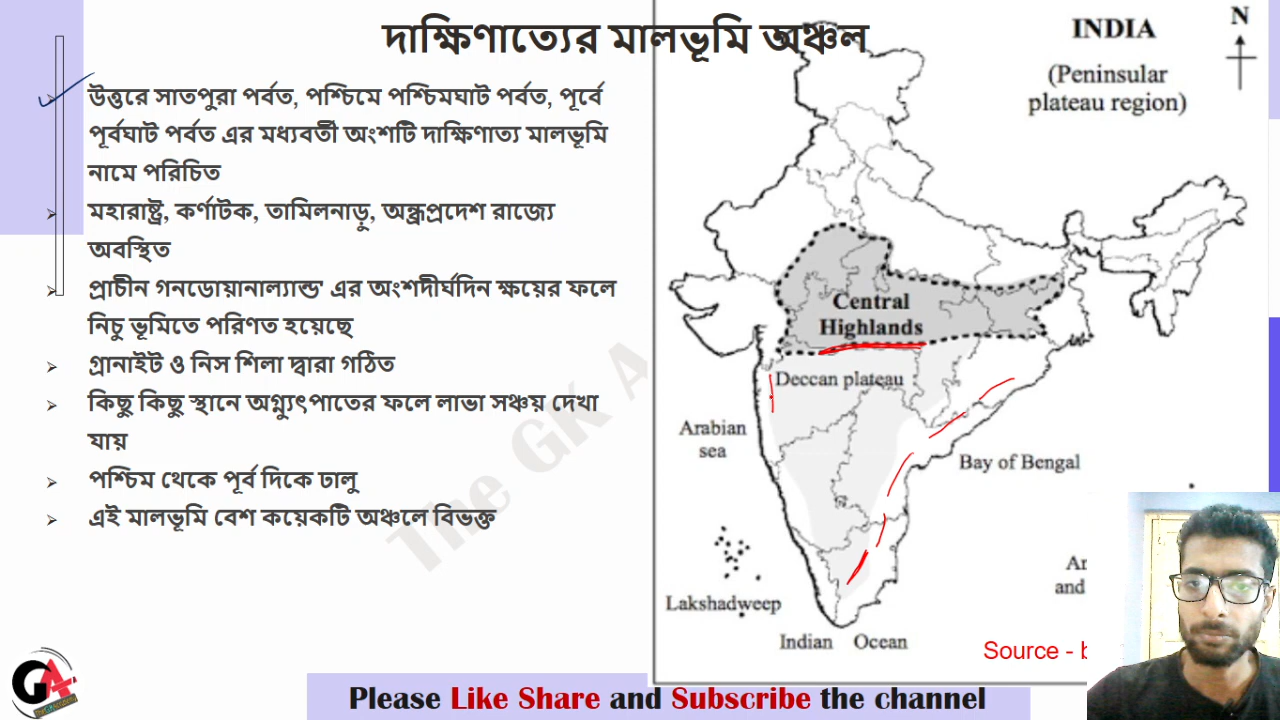 দাক্ষিণাত্যের মালভূমি অঞ্চল
উত্তরে সাতপুরা পর্বত, পশ্চিমে পশ্চিমঘাট পর্বত, পূর্বে
পূর্বঘাট পর্বত এর মধ্যবর্তী অংশটি দাক্ষিণাত্য মালভূমি
নামে পরিচিত
মহারাষ্ট্র, কর্ণাটক, তামিলনাড়ু, অন্ধ্রপ্রদেশ রাজ্যে
অবস্থিত
প্রাচীন গনডোয়ানাল্যান্ড' এর অংশদীর্ঘদিন ক্ষয়ের ফলে
নিচু ভূমিতে পরিণত হয়েছে
গ্রানাইট ও নিস শিলা দ্বারা গঠিত
কিছু কিছু স্থানে অগ্ন্যুৎপাতের ফলে লাভা সঞ্চয় দেখা
যায়
পশ্চিম থেকে পূর্ব দিকে ঢালু
এই মালভূমি বেশ কয়েকটি অঞ্চলে বিভক্ত
The GK A
INDIA
(Peninsular
plateau region)
N
Central
Highlands
Deccan plateau
Arabian
sea
Bay of Bengal
Lakshadweep
Indian Ocean
and
Source - b
GA
Please Like Share and Subscribe the channel